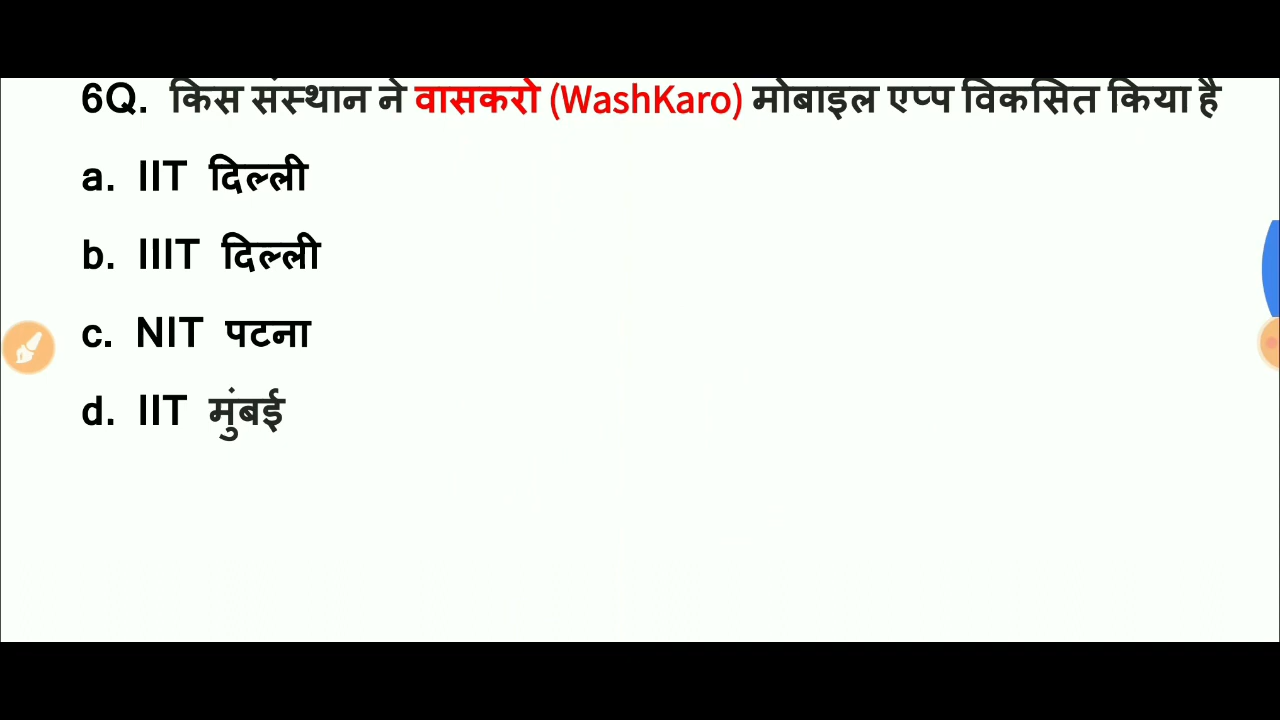 6Q. किस संस्थान ने वासकरो (WashKaro) मोबाइल एप्प विकसित किया है
a. IIT दिल्ली
b. IIIT दिल्ली
c. NIT पटना
d. IIT मुंबई